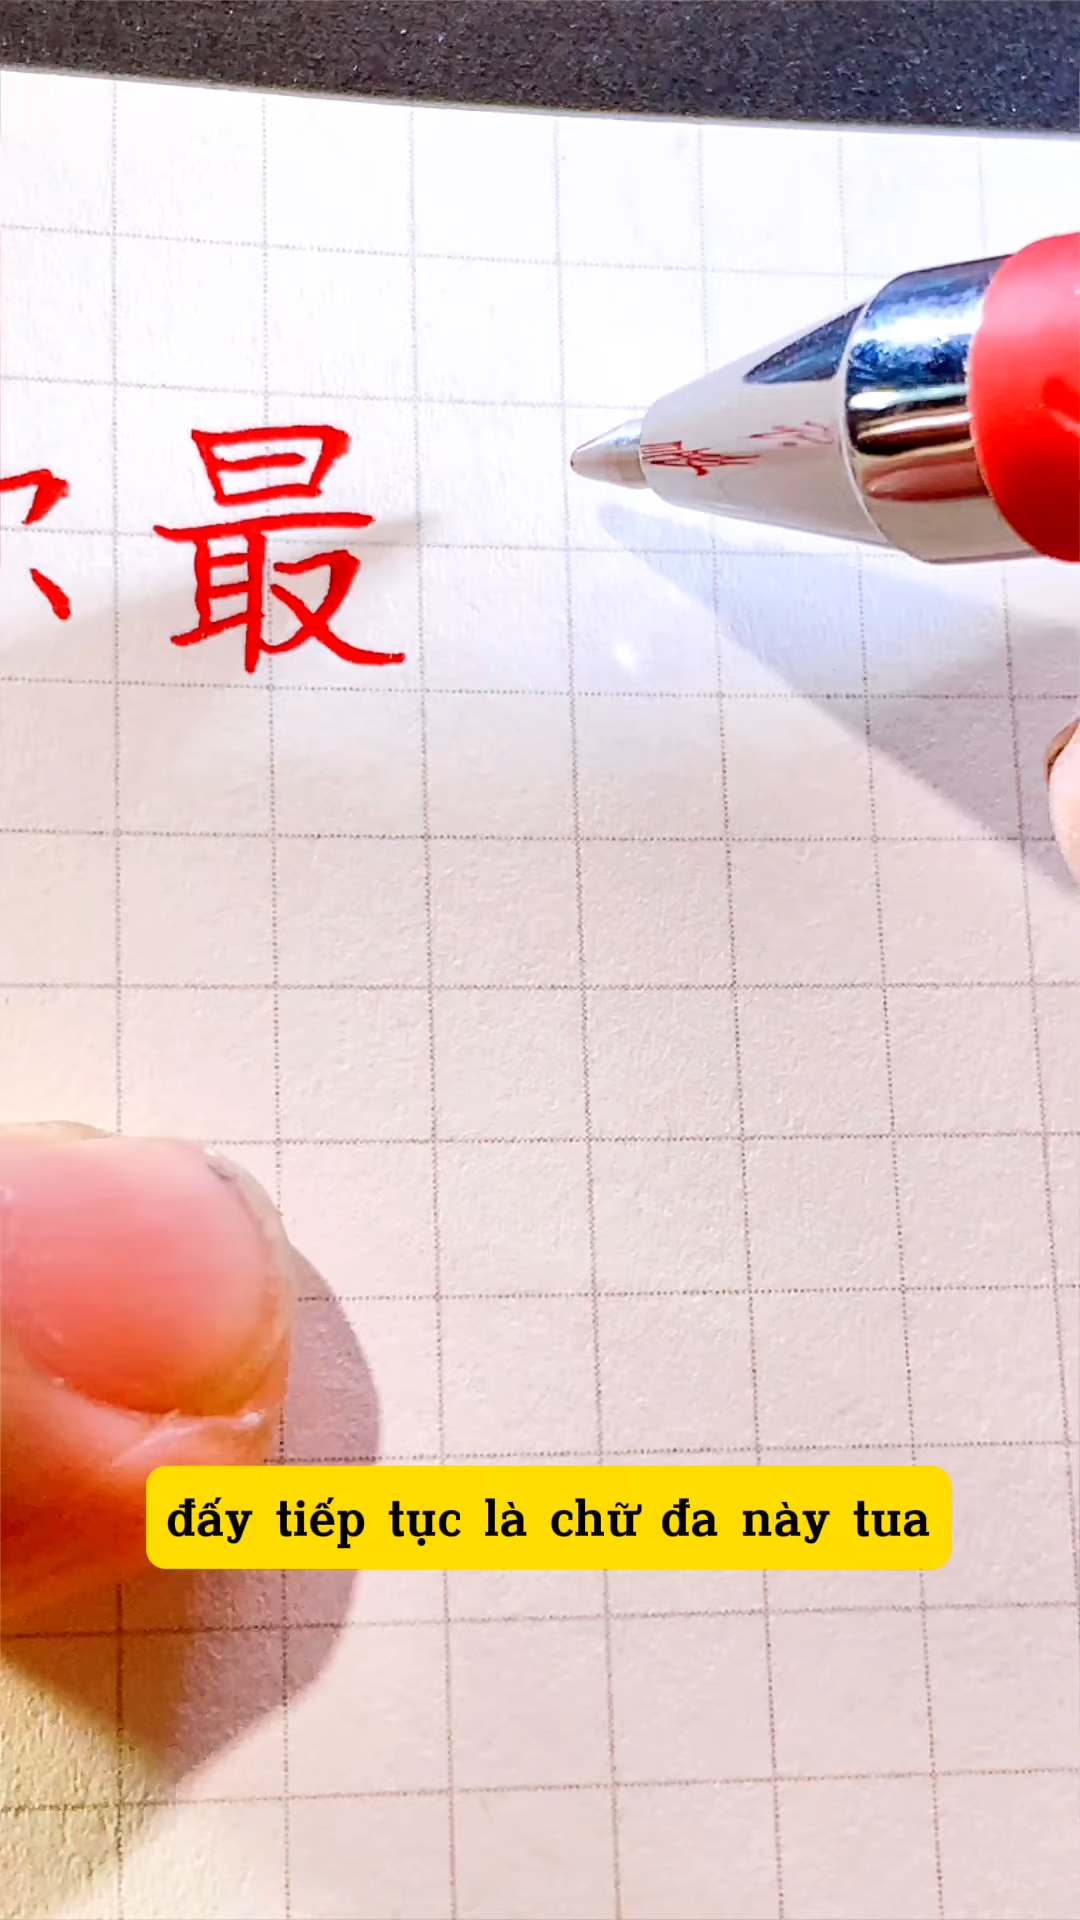 最
đấy tiếp tục là chữ đa này tua